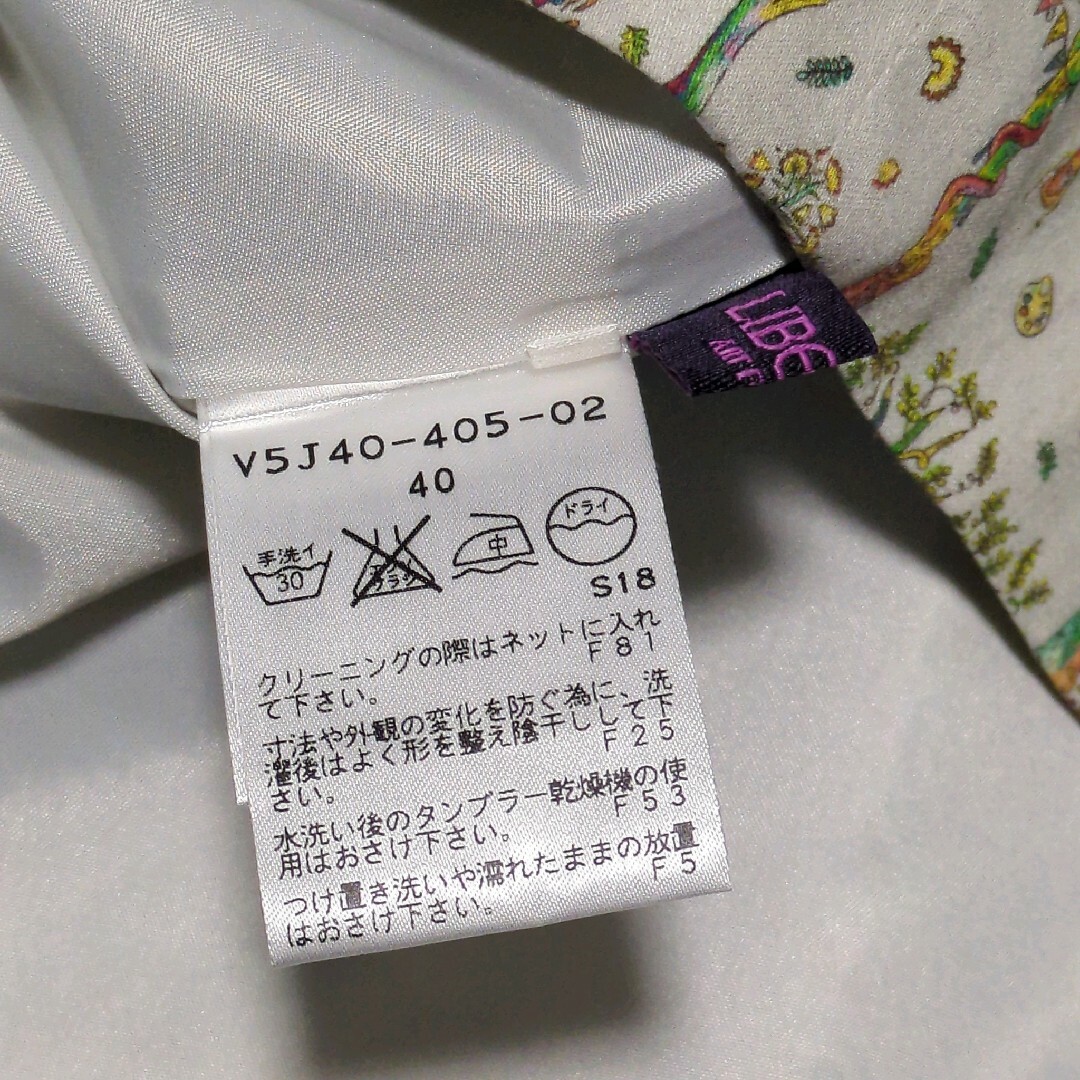 LIBE
V5J40-405-02
40
手洗イ
30
中
ドライ
S18
クリーニングの際はネットに入れ
F81
て下さい。
寸法や外観の変化を防ぐ為に、洗
濯後はよく形を整え陰干しして下
F25
さい。
水洗い後のタンブラー乾燥機の使
F53
用はおさけ下さい。
つけ置き洗いや濡れたままの放置
F5
はおさけ下さい。